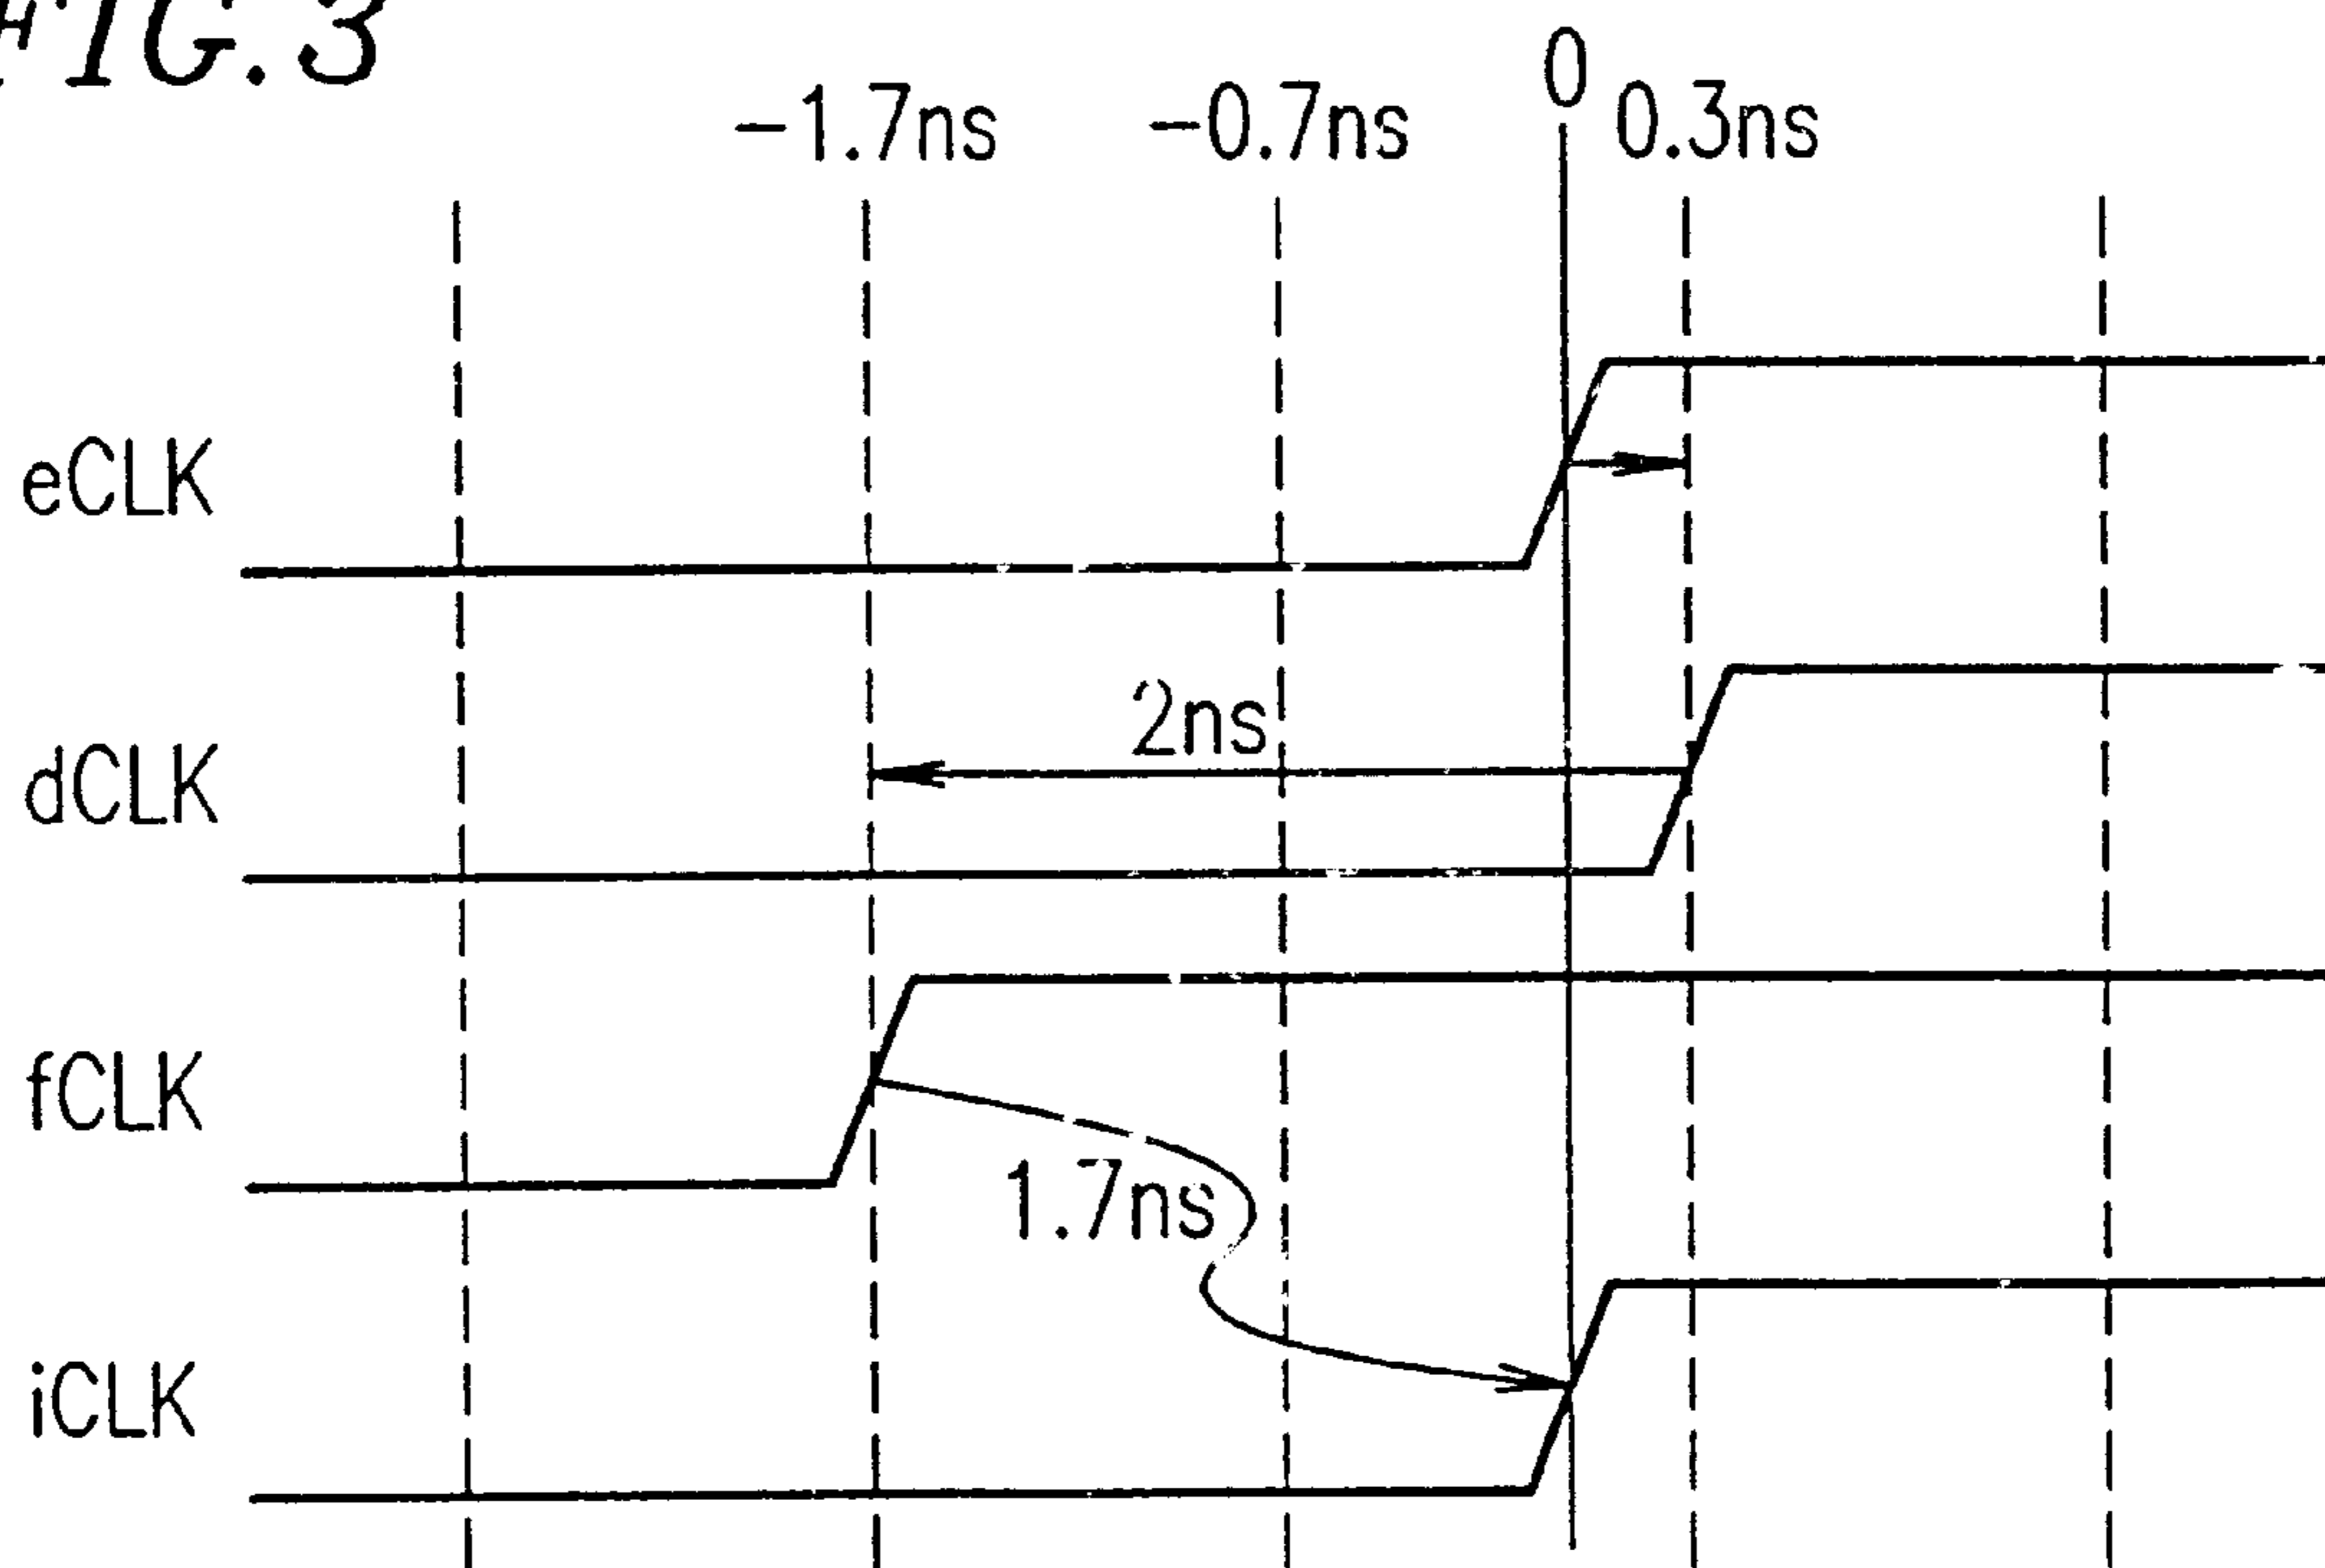 FIG.3
0
-1.7ns -0.7ns 0.3ns
eCLK
2ns
dCLK
fCLK
1.7ns
iCLK